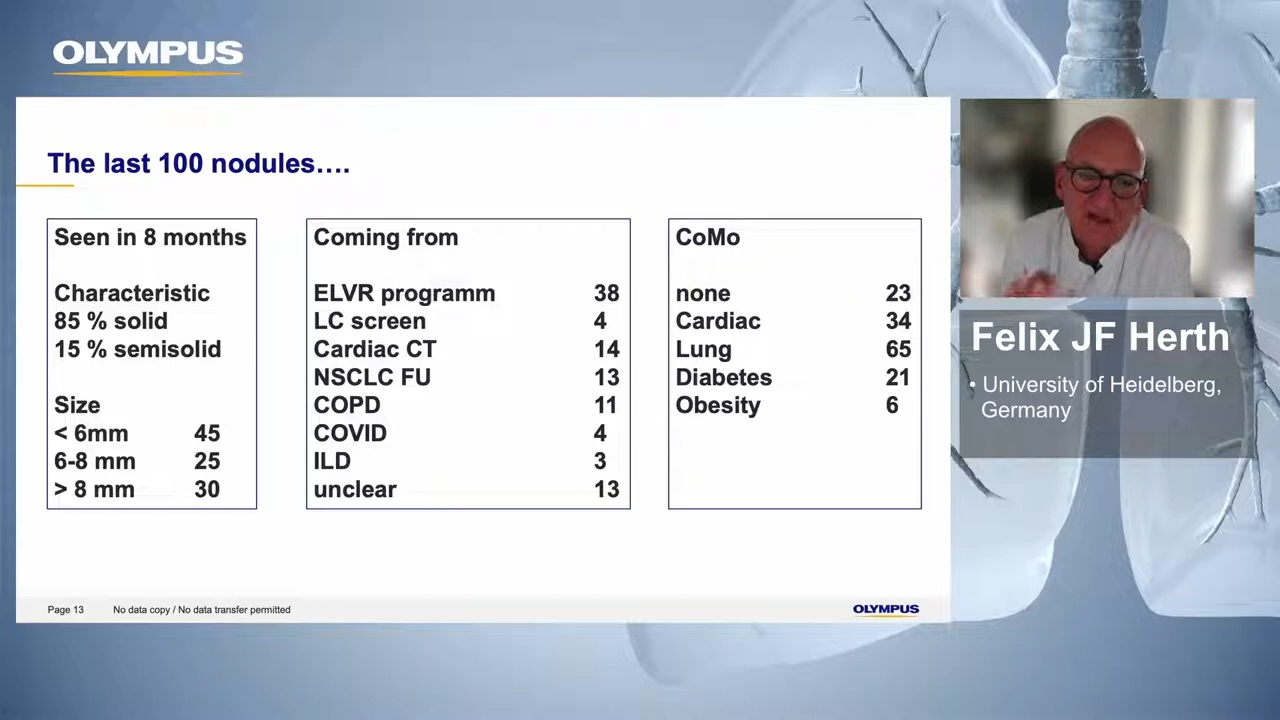 OLYMPUS
The last 100 nodules....
Seen in 8 months
Characteristic
85 % solid
15 % semisolid
Size
< 6mm 45
6-8 mm 25
> 8 mm 30
Coming from
ELVR programm 38
LC screen 4
Cardiac CT 14
NSCLC FU 13
COPD 11
COVID 4
ILD 3
unclear 13
CoMo
none 23
Cardiac 34
Lung 65
Diabetes 21
Obesity 6
Felix JF Herth
• University of Heidelberg,
Germany
Page 13 No data copy / No data transfer permitted
OLYMPUS